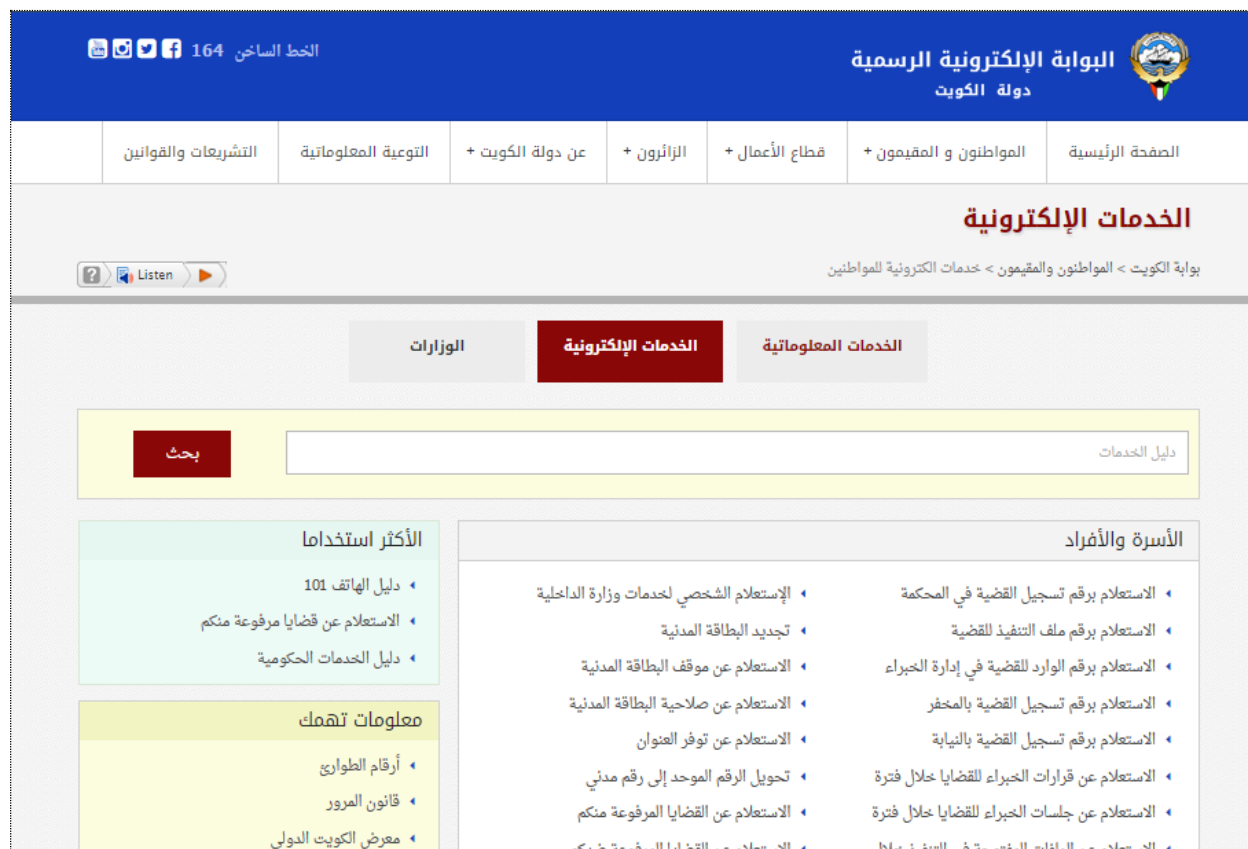 البوابة الإلكترونية الرسمية
دولة الكويت
الخط الساخن 164
الصفحة الرئيسية
المواطنون و المقيمون +
قطاع الأعمال +
الزائرون +
عن دولة الكويت +
التوعية المعلوماتية
التشريعات والقوانين
الخدمات الإلكترونية
بوابة الكويت > المواطنون والمقيمون > خدمات الكترونية للمواطنين
Listen
الخدمات المعلوماتية
الخدمات الإلكترونية
الوزارات
دليل الخدمات
بحث
الأسرة والأفراد
الاستعلام برقم تسجيل القضية في المحكمة
الاستعلام برقم ملف التنفيذ للقضية
الاستعلام برقم الوارد للقضية في إدارة الخبراء
الاستعلام برقم تسجيل القضية بالمخفر
الاستعلام برقم تسجيل القضية بالنيابة
الاستعلام عن قرارات الخبراء للقضايا خلال فترة
الاستعلام عن جلسات الخبراء للقضايا خلال فترة
الإستعلام الشخصي لخدمات وزارة الداخلية
تجديد البطاقة المدنية
الاستعلام عن موقف البطاقة المدنية
الاستعلام عن صلاحية البطاقة المدنية
الاستعلام عن توفر العنوان
تحويل الرقم الموحد إلى رقم مدني
الاستعلام عن القضايا المرفوعة منكم
الأكثر استخداما
دليل الهاتف 101
الاستعلام عن قضايا مرفوعة منكم
دليل الخدمات الحكومية
معلومات تهمك
أرقام الطوارئ
قانون المرور
معرض الكويت الدولي